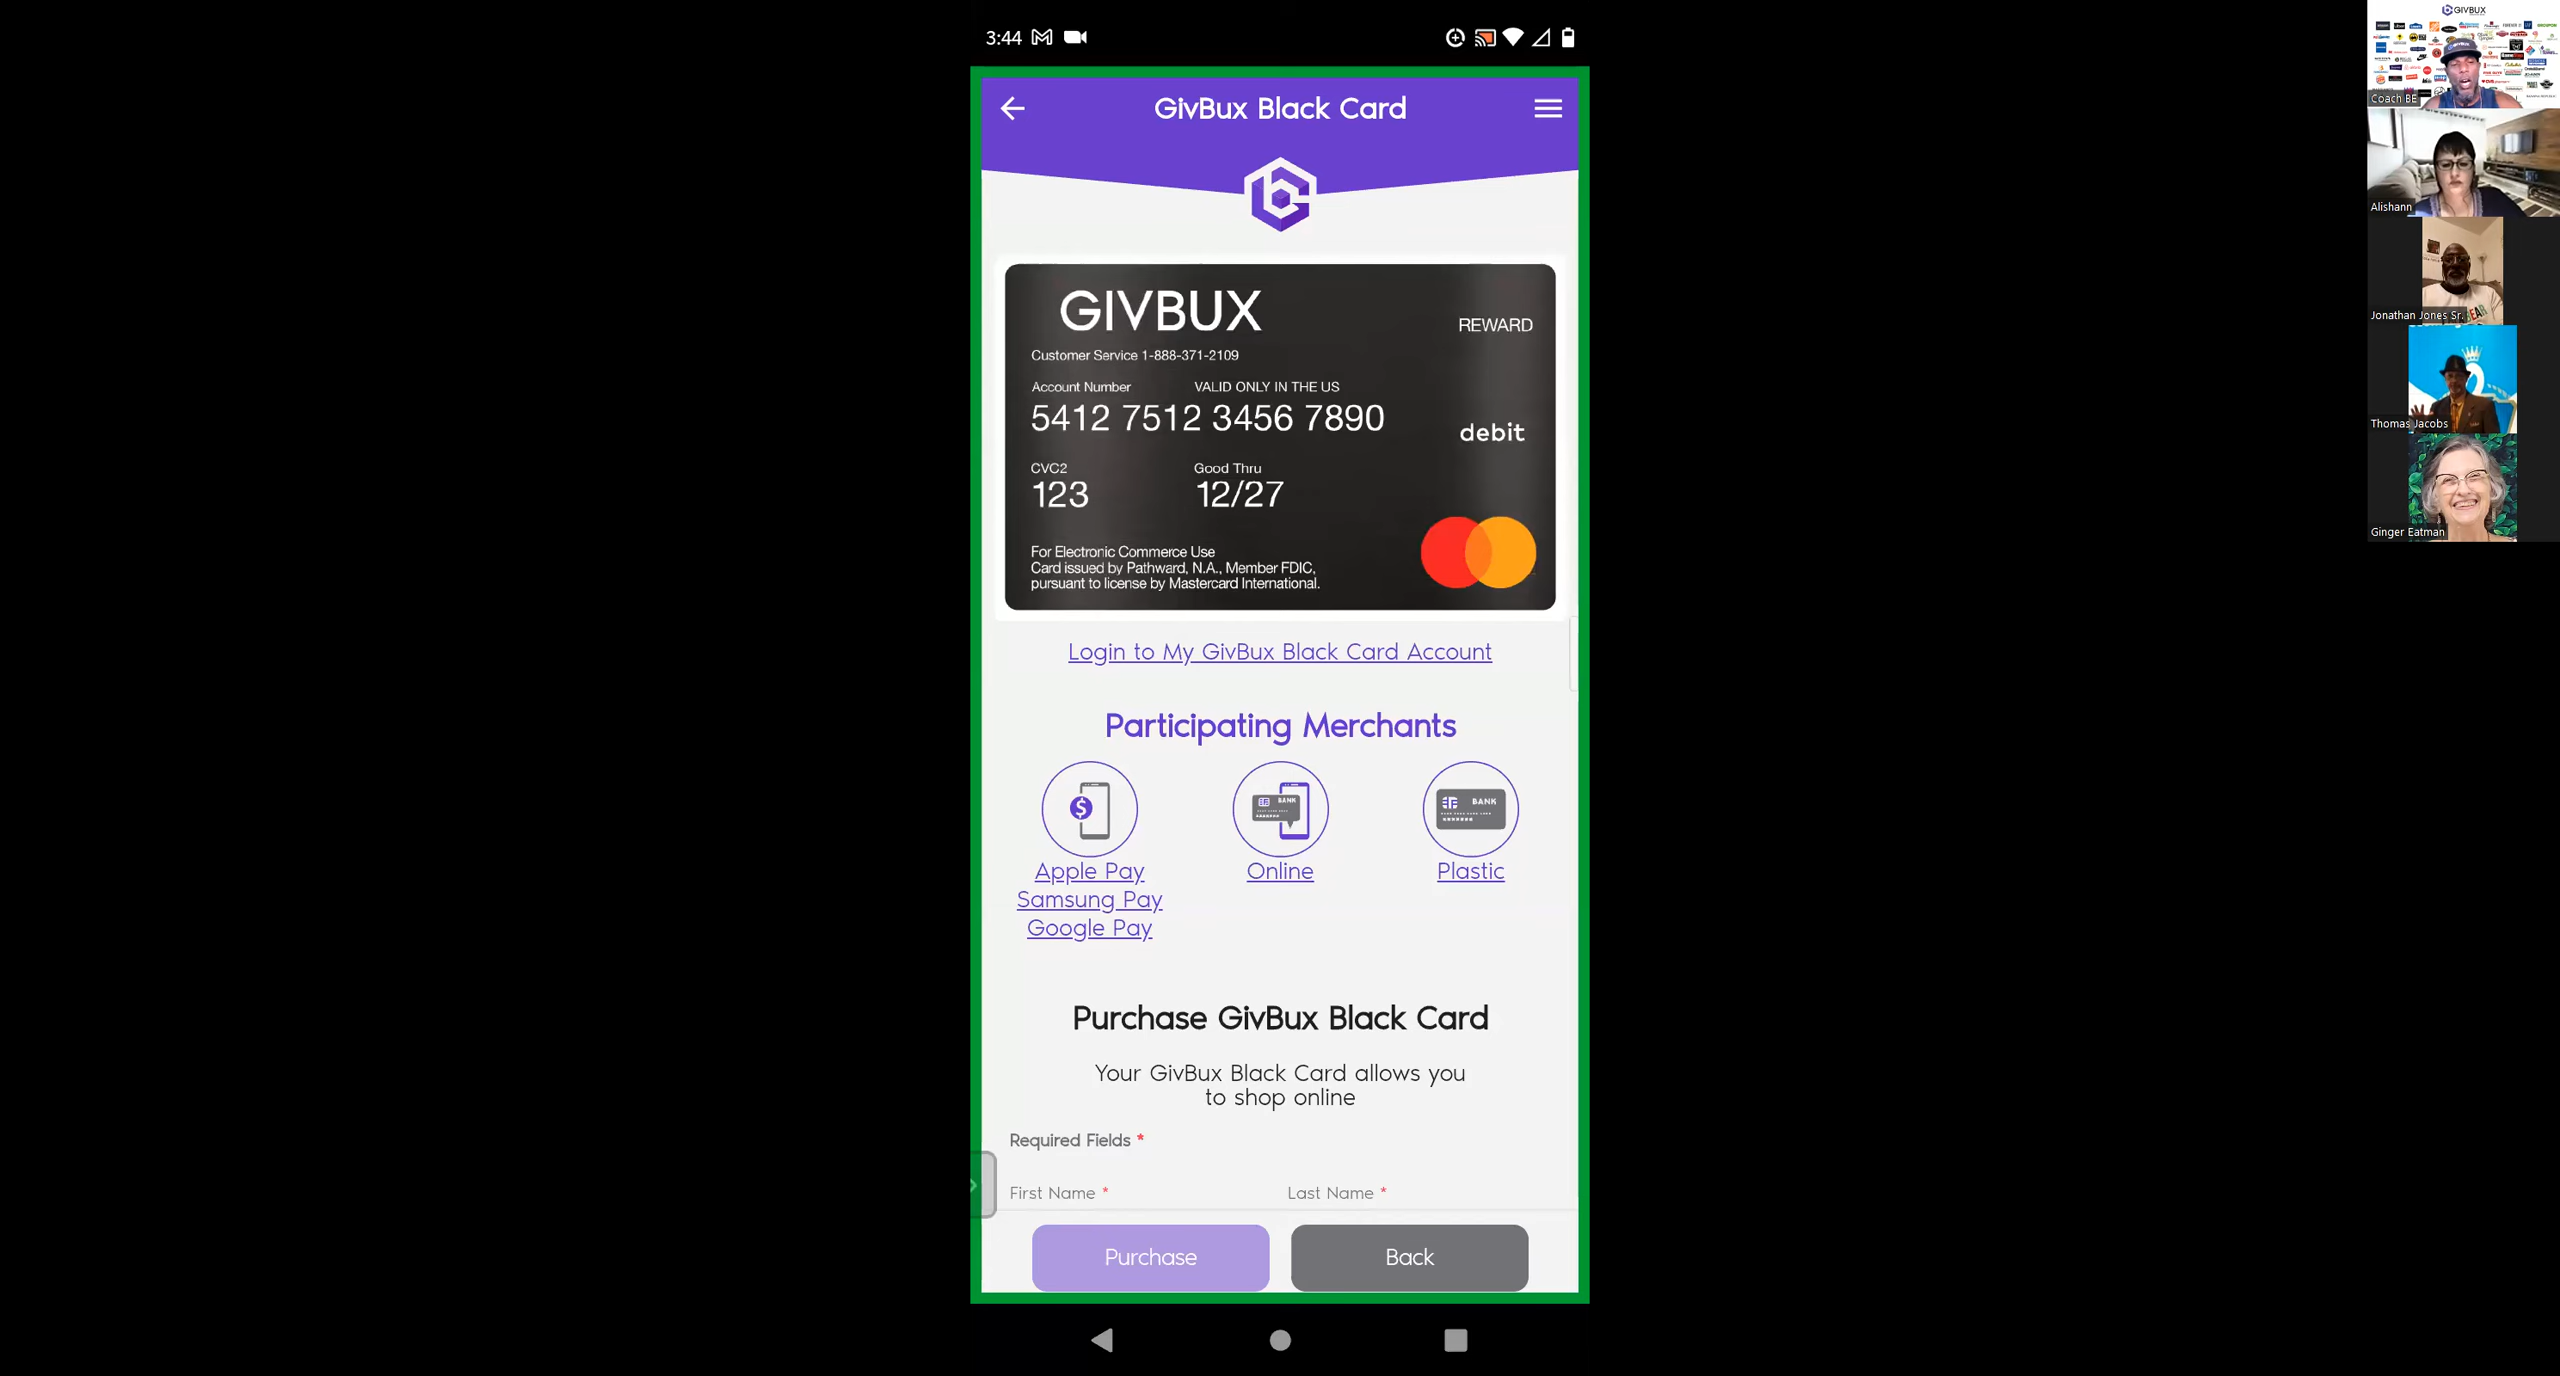 3:44
GivBux Black Card
GIVBUX
REWARD
Customer Service 1-888-371-2109
Account Number VALID ONLY IN THE US
5412 7512 3456 7890
debit
CVC2 Good Thru
123 12/27
For Electronic Commerce Use
Card issued by Pathward, N.A., Member FDIC,
pursuant to license by Mastercard International.
Login to My GivBux Black Card Account
Participating Merchants
BANK
BANK
Apple Pay Online Plastic
Samsung Pay
Google Pay
Purchase GivBux Black Card
Your GivBux Black Card allows you
to shop online
Required Fields *
First Name * Last Name *
Purchase Back
GIVBUX
Coach BE
Alishann
Jonathan Jones Sr.
Thomas Jacobs
Ginger Eatman